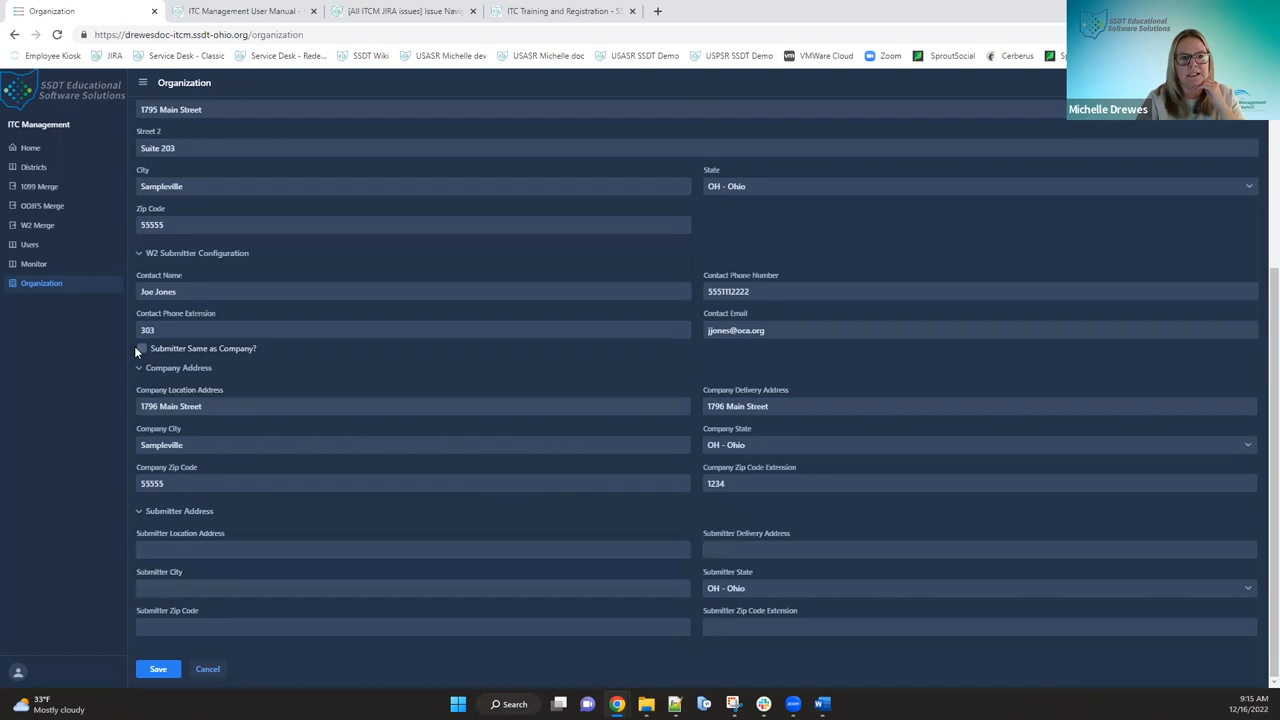 Organization
ITC Management User Manual -
[All ITCM JIRA issues] Issue Nav
ITC Training and Registration - S
https://drewesdoc-itcm.ssdt-ohio.org/organization
Employee Kiosk
JIRA
Service Desk - Classic
Service Desk - Rede...
SSDT Wiki
USASR Michelle dev
USASR Michelle doc
USASR SSDT Demo
USPSR SSDT Demo
VMWare Cloud
Zoom
SproutSocial
Cerberus
SSDT Educational
Software Solutions
ITC Management
Home
Districts
1099 Merge
ODJFS Merge
W2 Merge
Users
Monitor
Organization
Organization
1795 Main Street
Street 2
Suite 203
City
State
Sampleville
OH - Ohio
Zip Code
55555
W2 Submitter Configuration
Contact Name
Contact Phone Number
Joe Jones
5551112222
Contact Phone Extension
Contact Email
303
jjones@oca.org
Submitter Same as Company?
Company Address
Company Location Address
Company Delivery Address
1796 Main Street
1796 Main Street
Company City
Company State
Sampleville
OH - Ohio
Company Zip Code
Company Zip Code Extension
55555
1234
Submitter Address
Submitter Location Address
Submitter Delivery Address
Submitter City
Submitter State
OH - Ohio
Submitter Zip Code
Submitter Zip Code Extension
Save
Cancel
SSDT Educational
Software Solutions
Michelle Drewes
33°F
Mostly cloudy
Search
9:15 AM
12/16/2022